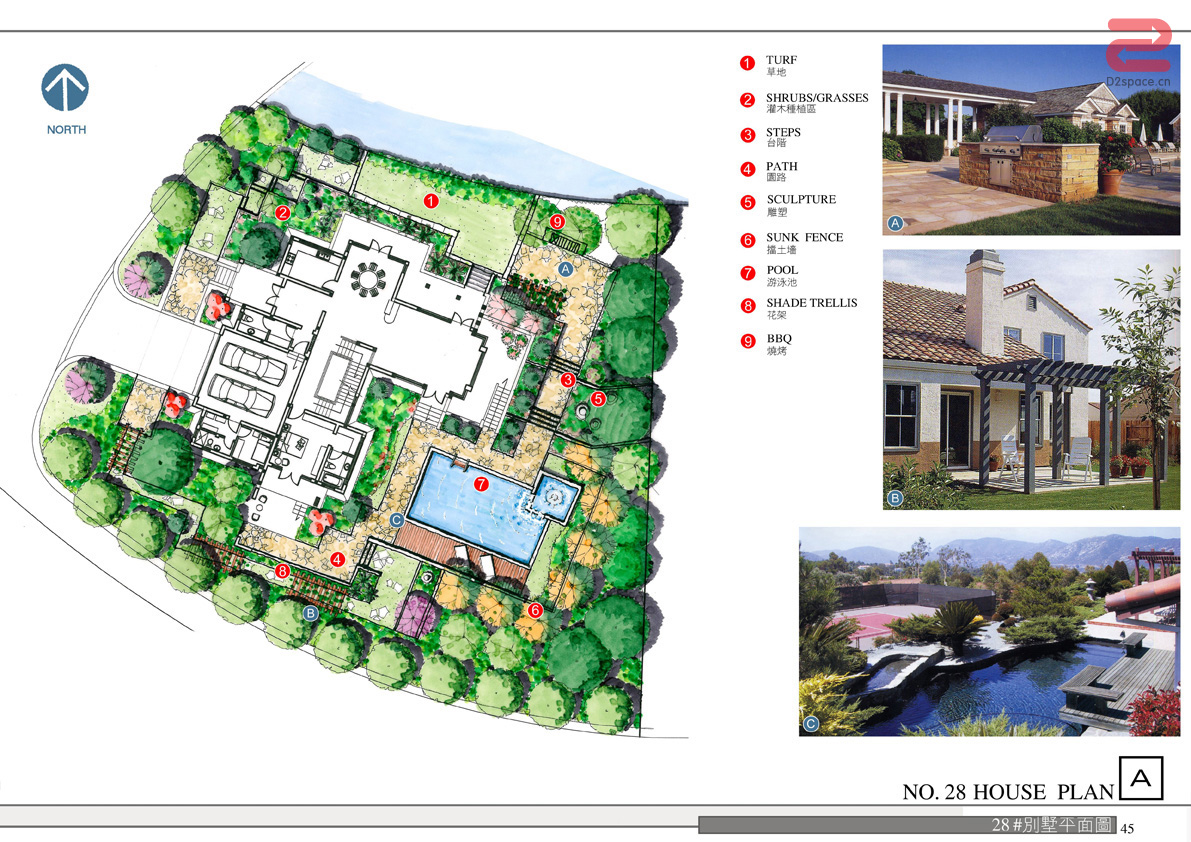 NORTH
1 TURF
草地
2 SHRUBS/GRASSES
灌木種植區
3 STEPS
台階
4 PATH
園路
5 SCULPTURE
雕塑
6 SUNK FENCE
擋土墻
7 POOL
游泳池
8 SHADE TRELLIS
花架
9 BBQ
燒烤
D2space.cn
1
2
9
A
3
5
7
C
4
8
B
6
A
B
C
NO. 28 HOUSE PLAN A
28#別墅平面圖 45